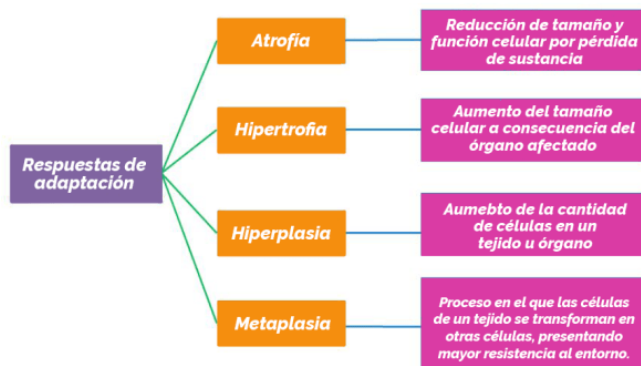 Respuestas de
adaptación
Atrofía
Reducción de tamaño y
función celular por pérdida
de sustancia
Hipertrofia
Aumento del tamaño
celular a consecuencia del
órgano afectado
Hiperplasia
Aumebto de la cantidad
de células en un
tejido u órgano
Metaplasia
Proceso en el que las células
de un tejido se transforman en
otras células, presentando
mayor resistencia al entorno.